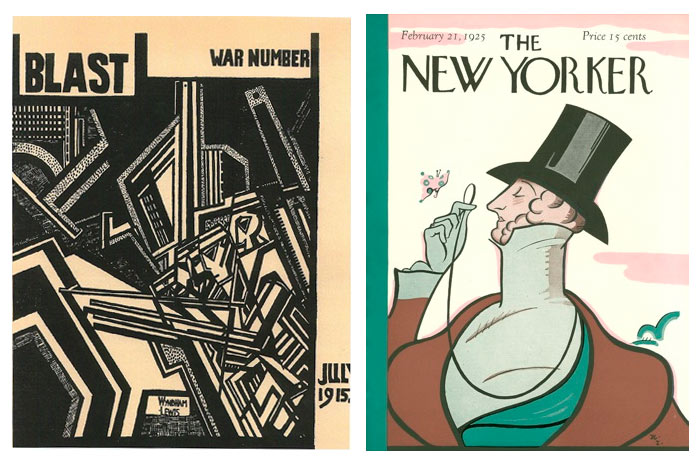 BLAST
WAR NUMBER
JULY
1915.
WYNDHAM
LEWIS
February 21, 1925
Price 15 cents
THE
NEW YORKER